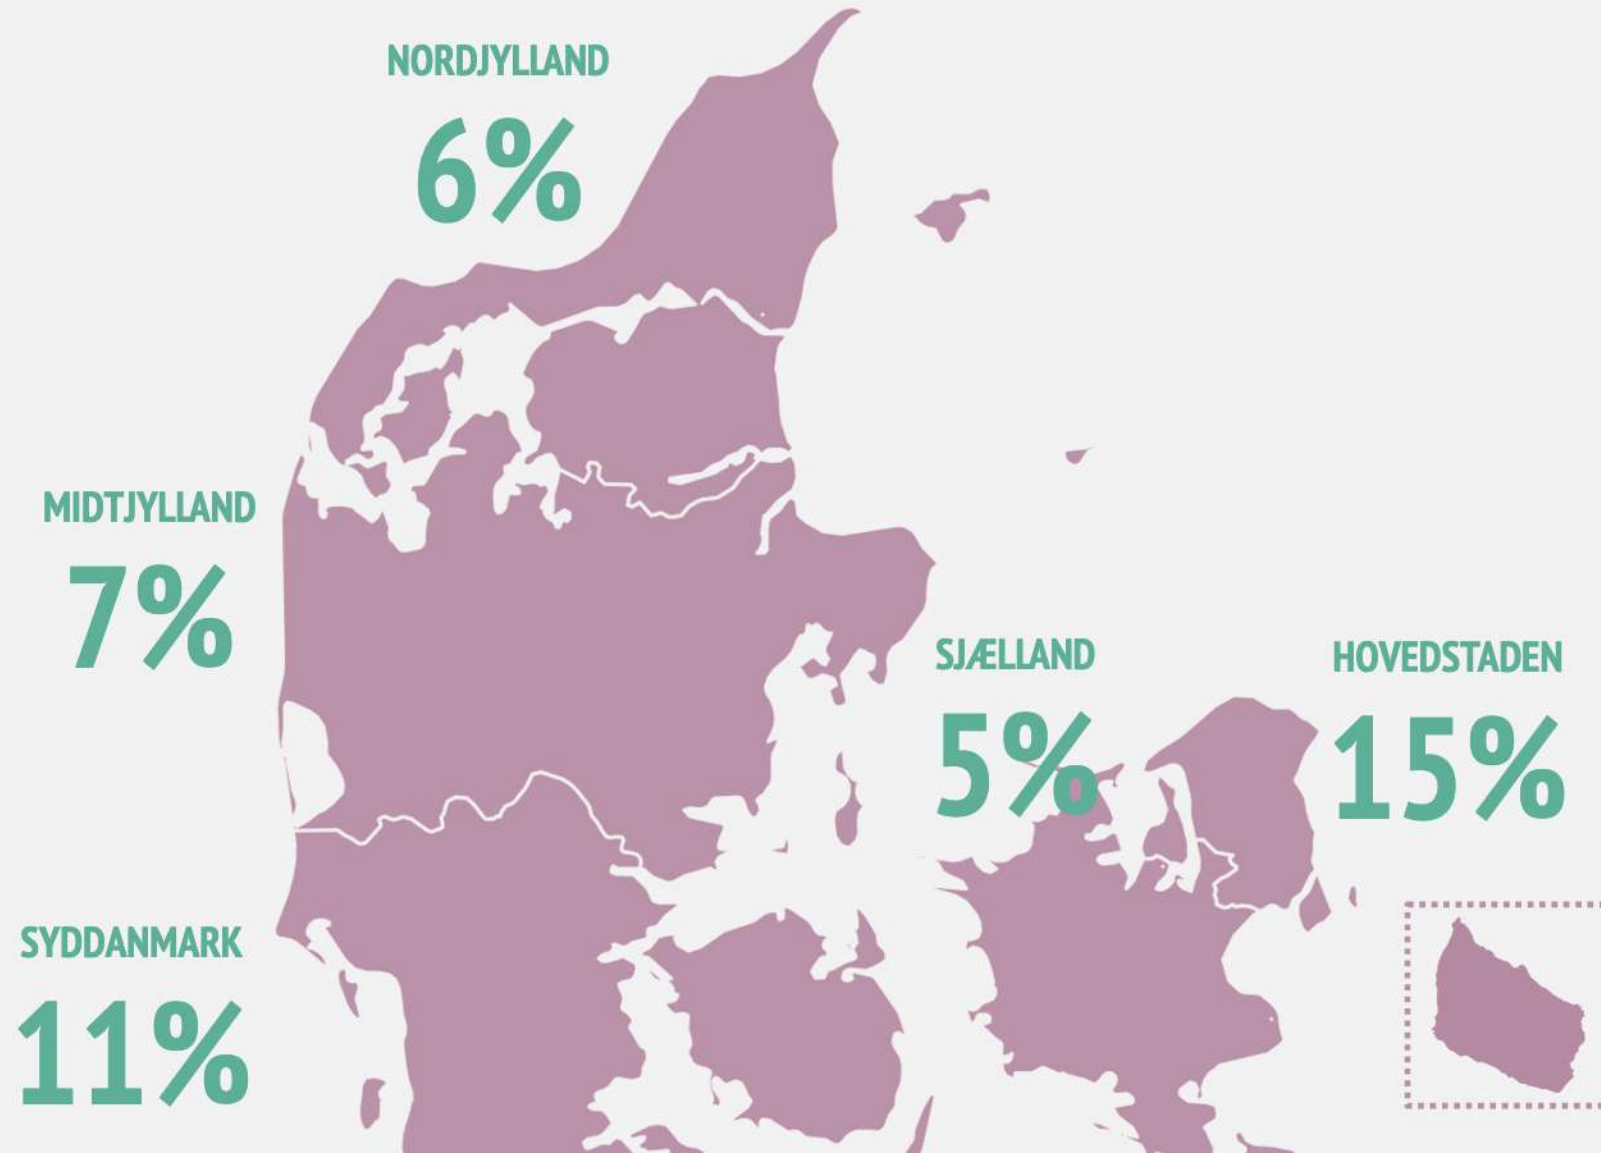 NORDJYLLAND
6%
MIDTJYLLAND
7%
SJÆLLAND
5%
HOVEDSTADEN
15%
SYDDANMARK
11%